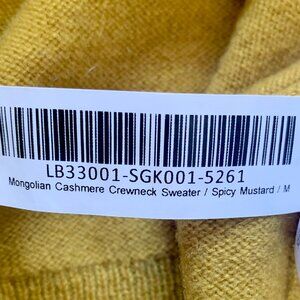 LB33001-SGK001-5261
Mongolian Cashmere Crewneck Sweater / Spicy Mustard / M